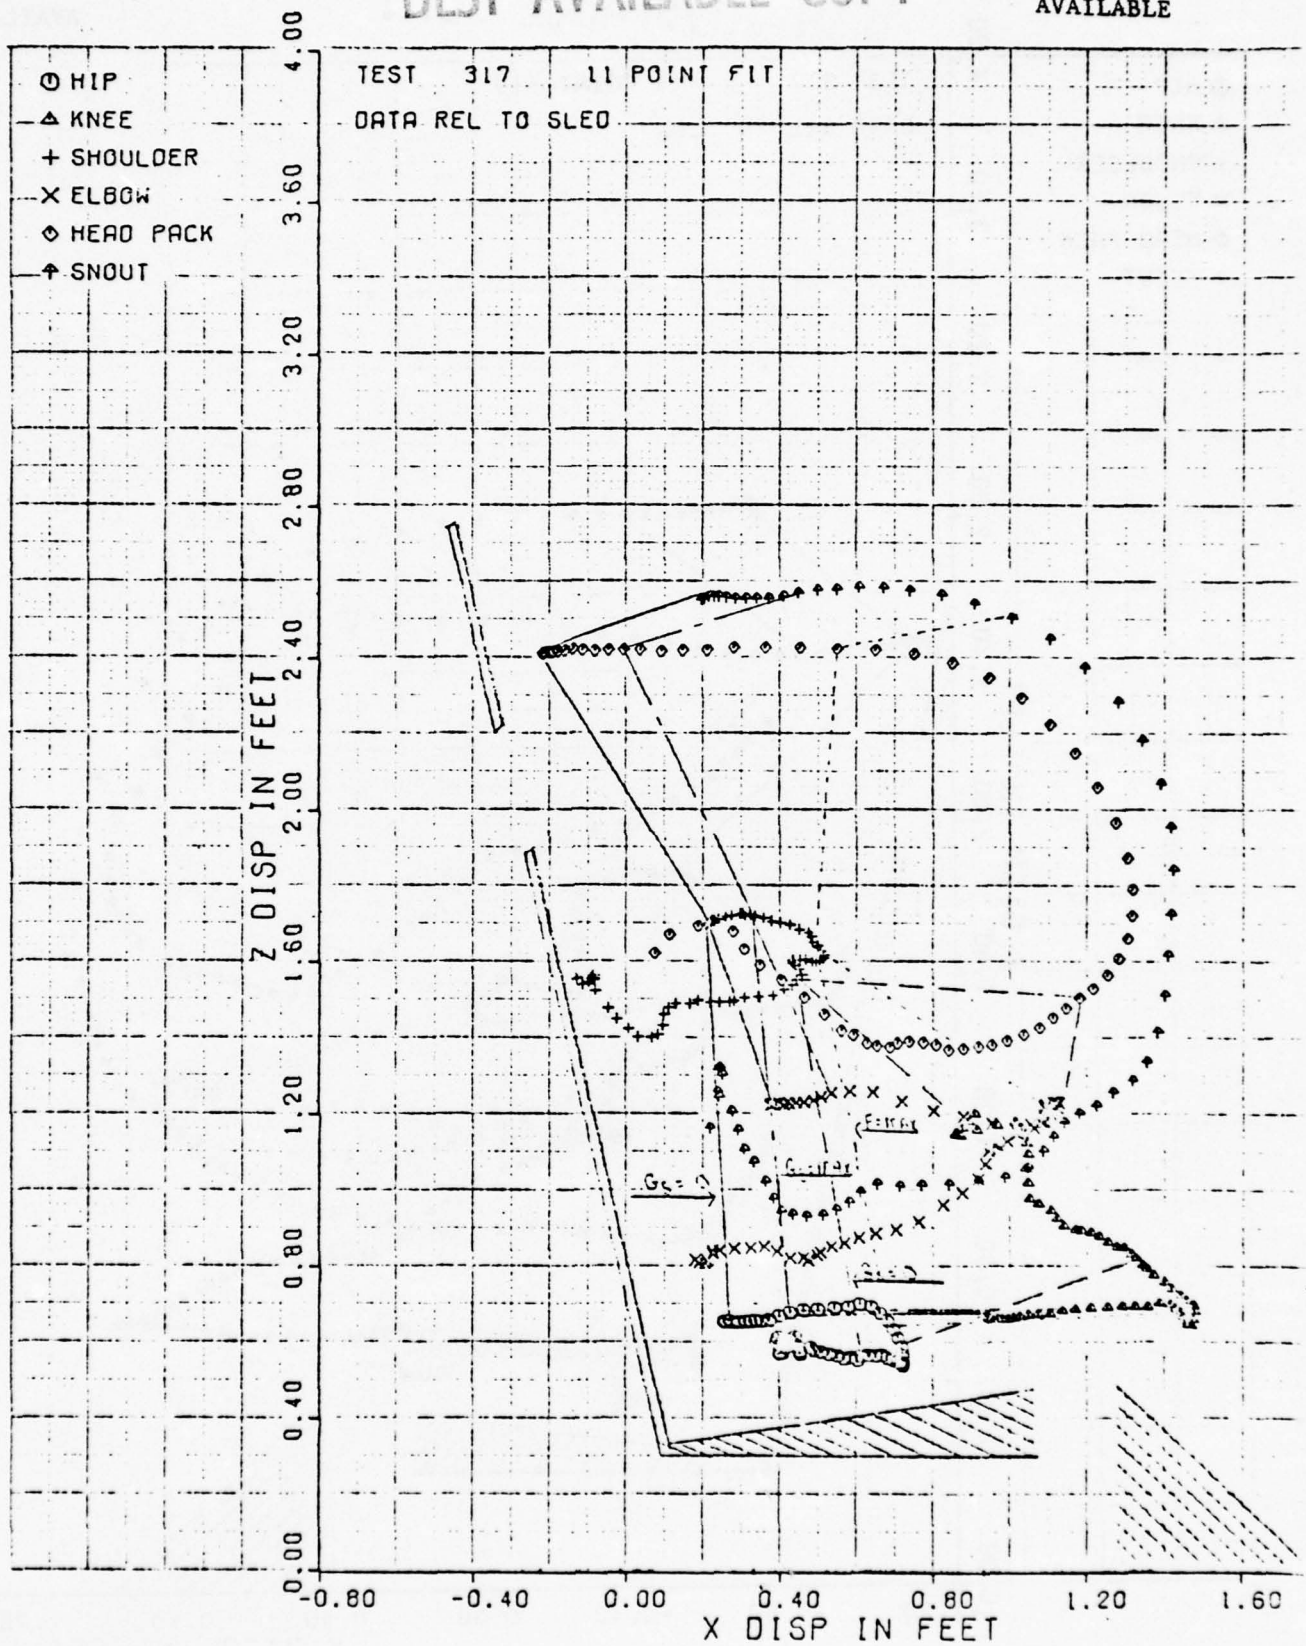 BEST AVAILABLE COPY
AVAILABLE
HIP
KNEE
SHOULDER
ELBOW
HEAD PACK
SNOUT
TEST 317 11 POINT FIT
DATA REL TO SLED
4.00
3.60
3.20
2.80
2.40
2.00
1.60
1.20
0.80
0.40
0.00
Z DISP IN FEET
-0.80
-0.40
0.00
0.40
0.80
1.20
1.60
X DISP IN FEET